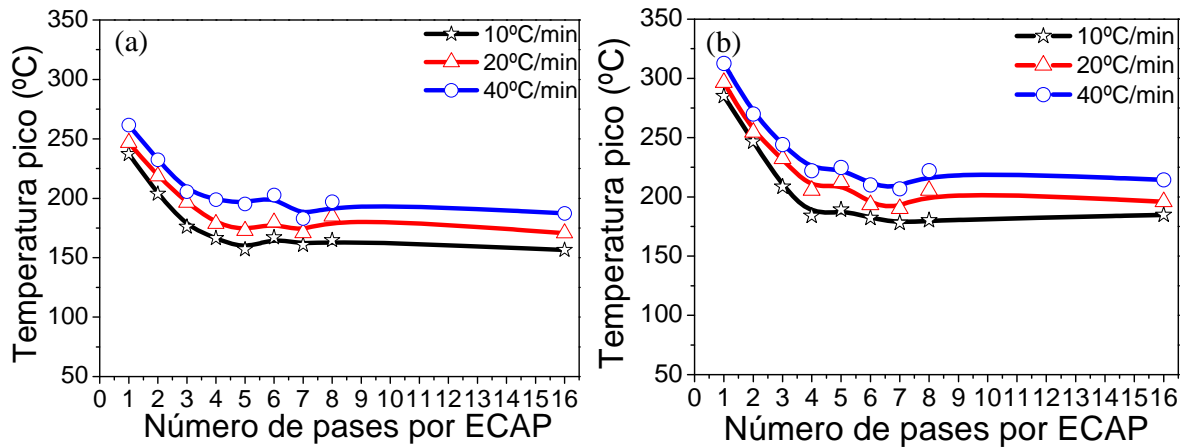 (a)
10ºC/min
20ºC/min
40ºC/min
Temperatura pico (ºC)
350
300
250
200
150
100
50
0 1 2 3 4 5 6 7 8 9 10 11 12 13 14 15 16
Número de pases por ECAP
(b)
10ºC/min
20ºC/min
40ºC/min
Temperatura pico (ºC)
350
300
250
200
150
100
50
0 1 2 3 4 5 6 7 8 9 10 11 12 13 14 15 16
Número de pases por ECAP